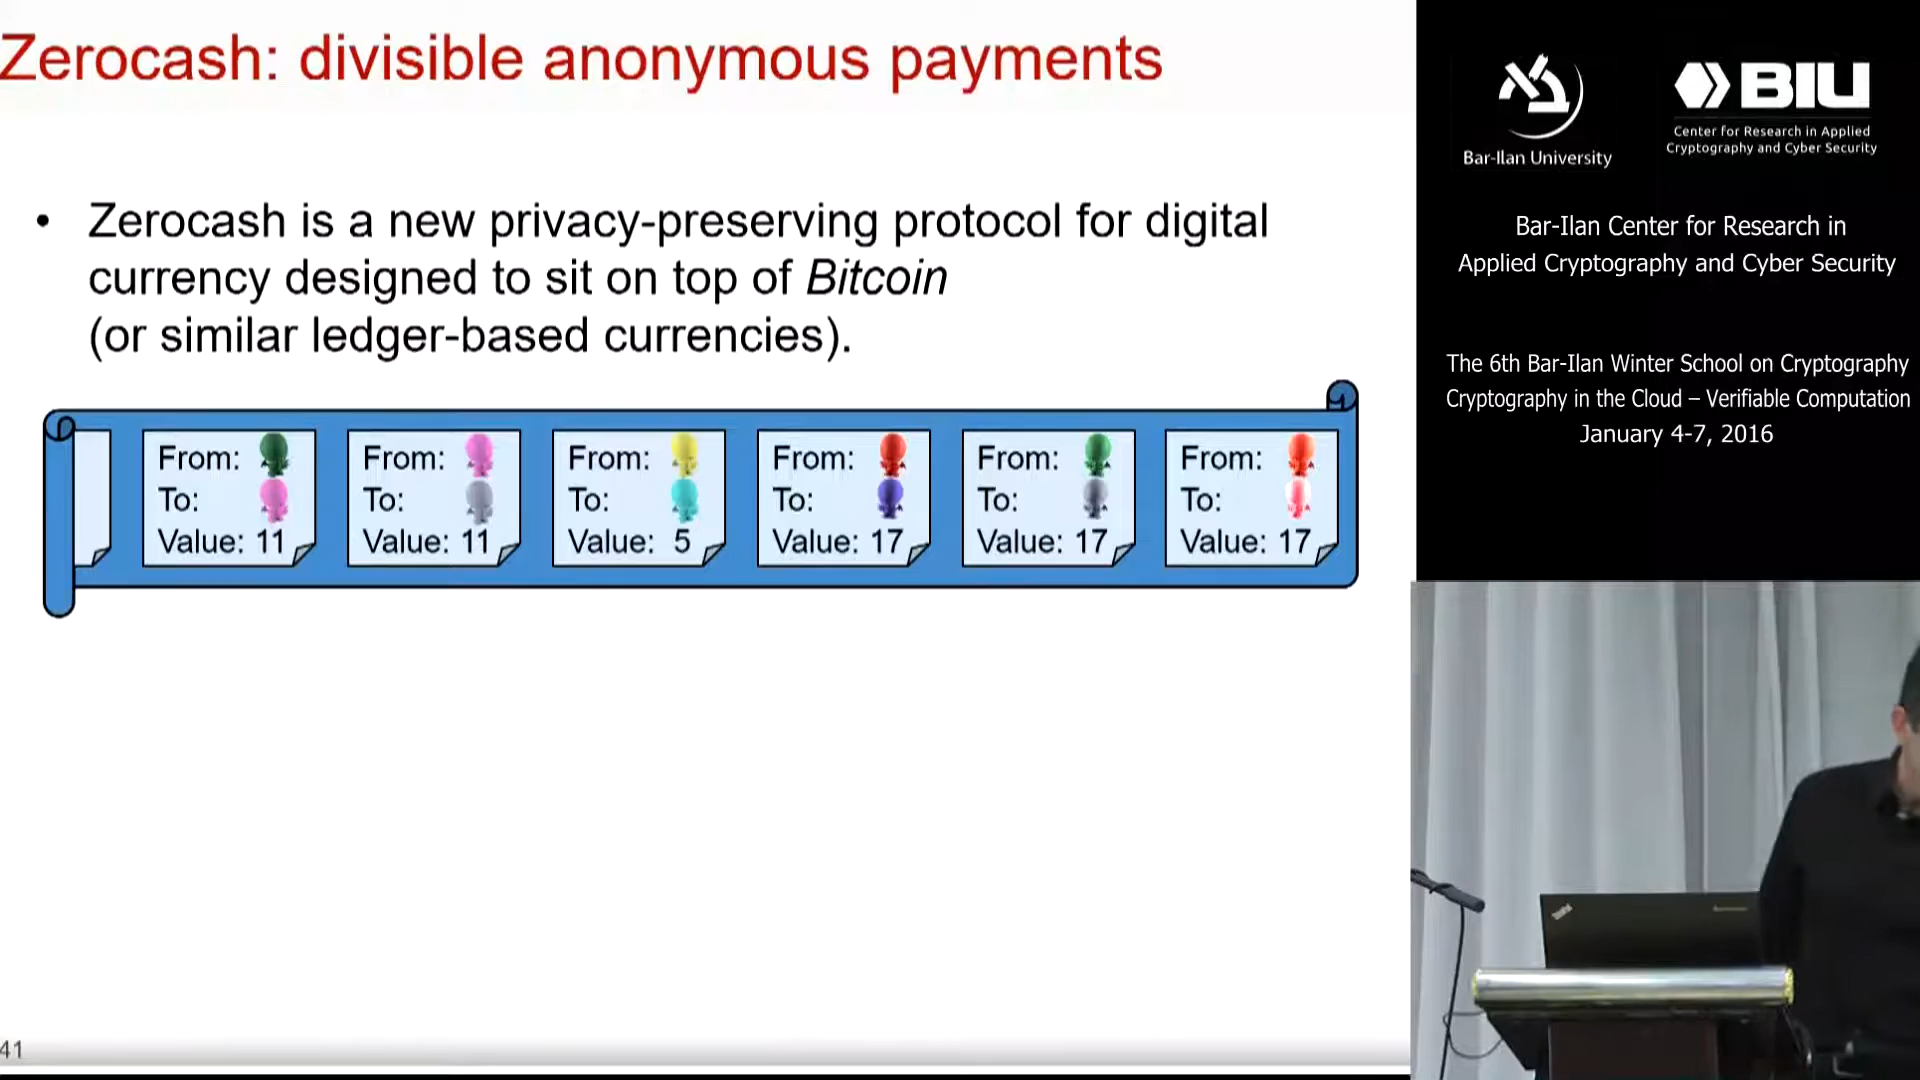 Zerocash: divisible anonymous payments
• Zerocash is a new privacy-preserving protocol for digital
currency designed to sit on top of Bitcoin
(or similar ledger-based currencies).
From:
To:
Value: 11
From:
To:
Value: 11
From:
To:
Value: 5
From:
To:
Value: 17
From:
To:
Value: 17
From:
To:
Value: 17
41
Bar-Ilan University
BIU
Center for Research in Applied
Cryptography and Cyber Security
Bar-Ilan Center for Research in
Applied Cryptography and Cyber Security
The 6th Bar-Ilan Winter School on Cryptography
Cryptography in the Cloud – Verifiable Computation
January 4-7, 2016